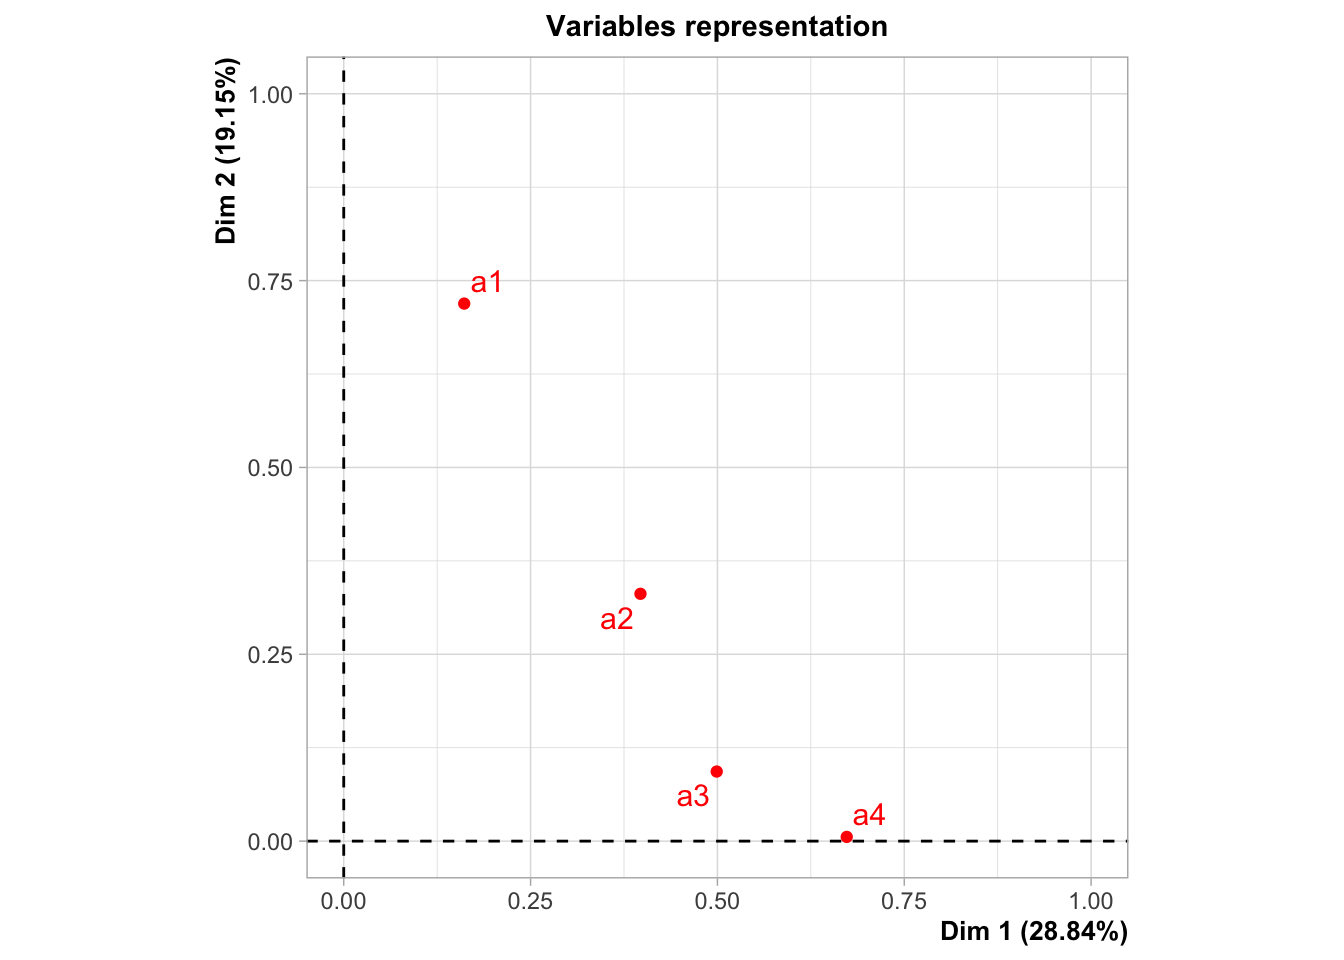 Variables representation
Dim 2 (19.15%)
1.00
0.75
0.50
0.25
0.00
a1
a2
a3
a4
0.00 0.25 0.50 0.75 1.00
Dim 1 (28.84%)